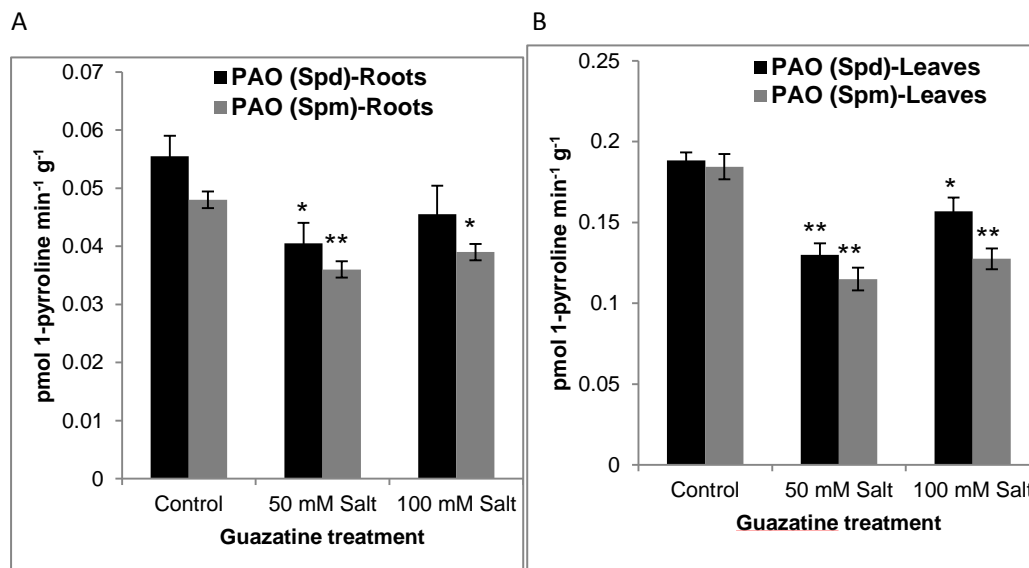 A
PAO (Spd)-Roots
PAO (Spm)-Roots
0.07
0.06
0.05
0.04
0.03
0.02
0.01
0
pmol 1-pyrroline min-1 g-1
*
**
*
Control
50 mM Salt
100 mM Salt
Guazatine treatment
B
PAO (Spd)-Leaves
PAO (Spm)-Leaves
0.25
0.2
0.15
0.1
0.05
0
pmol 1-pyrroline min-1 g-1
**
**
*
**
Control
50 mM Salt
100 mM Salt
Guazatine treatment